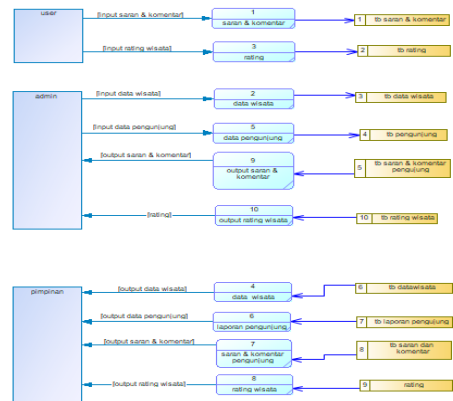 user
[Input saran & komentar]
1
saran & komentar
1 tb saran & komentar
[Input rating wisata]
3
rating
2 tb rating
admin
[Input data wisata]
2
data wisata
3 tb data wisata
[Input data pengunjung]
5
data pengunjung
4 tb pengunjung
[output saran & komentar]
9
output saran &
komentar
5 tb saran & komentar
pengujung
[rating]
10
output rating wisata
10 tb rating wisata
pimpinan
[output data wisata]
4
data wisata
6 tb datawisata
[output data pengunjung]
6
laporan pengunjung
7 tb laporan pengujung
[output saran & komentar]
7
saran & komentar
pengunjung
8 tb saran dan
komentar
[output rating wisata]
8
rating wisata
9 rating